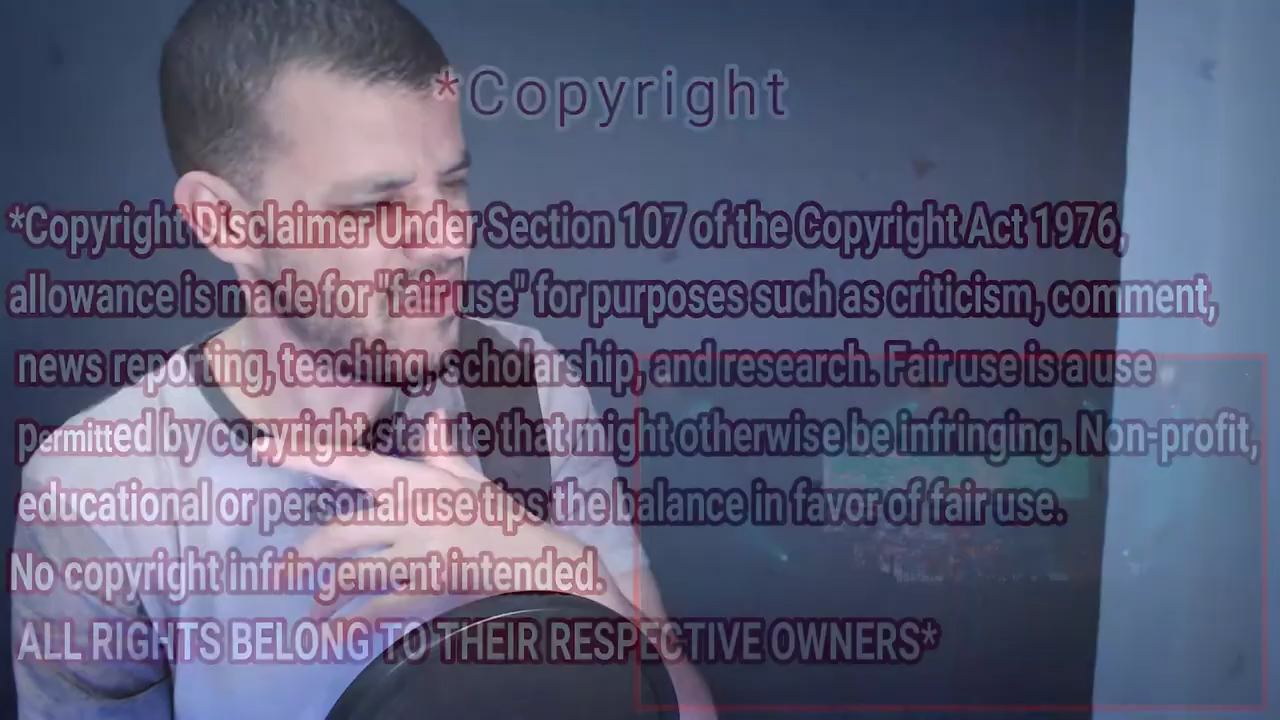 *Copyright
*Copyright Disclaimer Under Section 107 of the Copyright Act 1976,
allowance is made for "fair use" for purposes such as criticism, comment,
news reporting, teaching, scholarship, and research. Fair use is a use
permitted by copyright statute that might otherwise be infringing. Non-profit,
educational or personal use tips the balance in favor of fair use.
No copyright infringement intended.
ALL RIGHTS BELONG TO THEIR RESPECTIVE OWNERS*